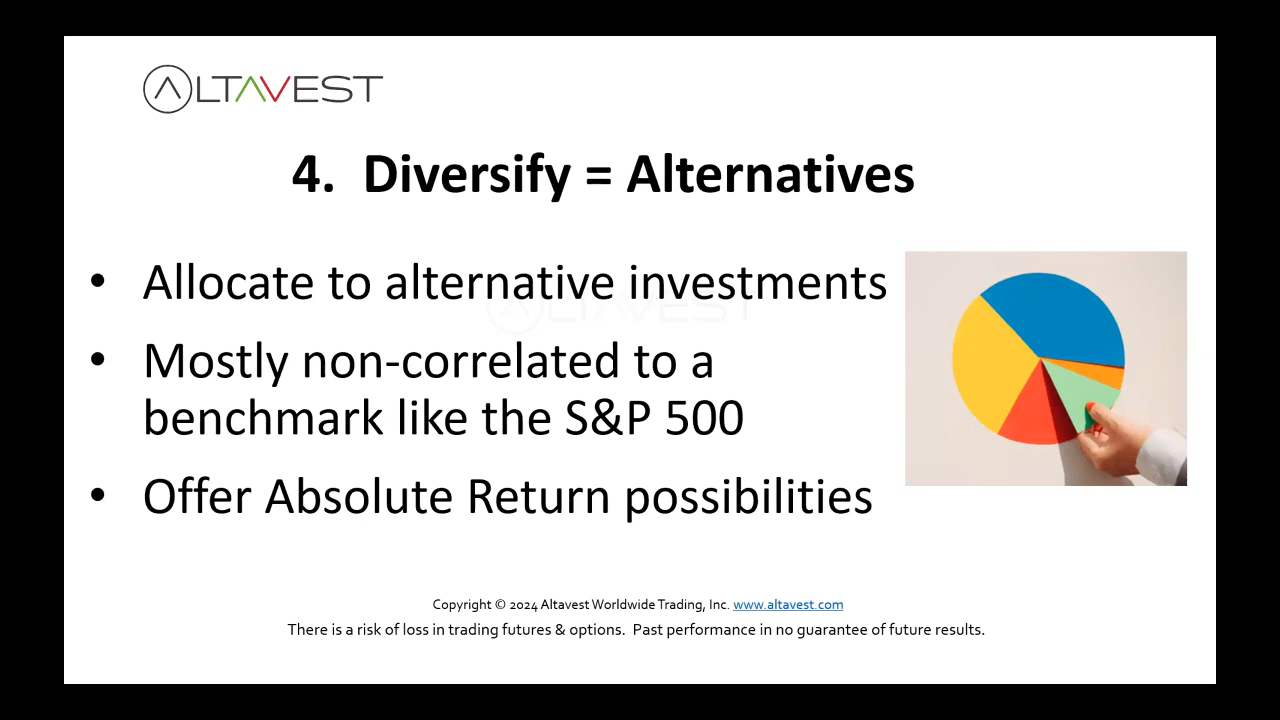 ALTAVEST
4. Diversify = Alternatives
• Allocate to alternative investments
• Mostly non-correlated to a
benchmark like the S&P 500
• Offer Absolute Return possibilities
ALTAVEST
Copyright © 2024 Altavest Worldwide Trading, Inc. www.altavest.com
There is a risk of loss in trading futures & options. Past performance in no guarantee of future results.